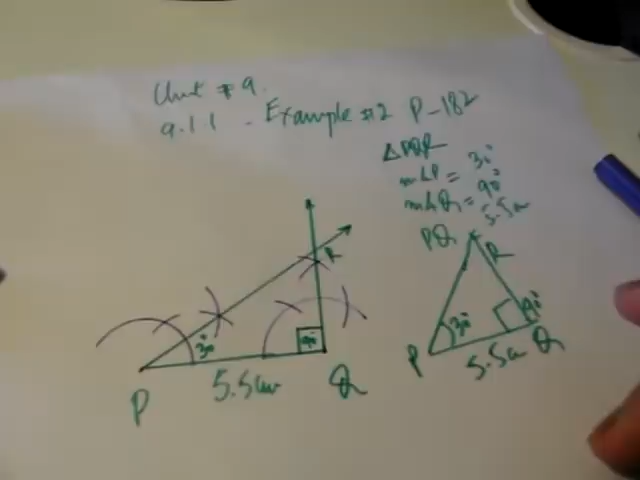 Unit # 9.
9.1.1 - Example #2 P-182
△PQR
m∠P = 30°
m∠Q = 90°
PQ 5.5cm
R
R
30°
90°
30°
90°
P
5.5cm
Q
P
5.5cm
Q